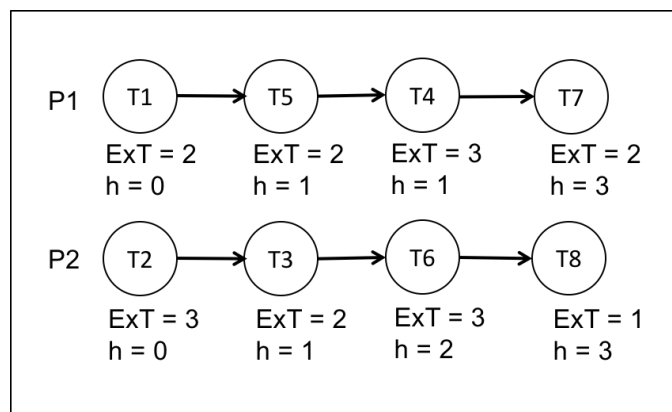 P1 T1 T5 T4 T7
ExT = 2 ExT = 2 ExT = 3 ExT = 2
h = 0 h = 1 h = 1 h = 3
P2 T2 T3 T6 T8
ExT = 3 ExT = 2 ExT = 3 ExT = 1
h = 0 h = 1 h = 2 h = 3